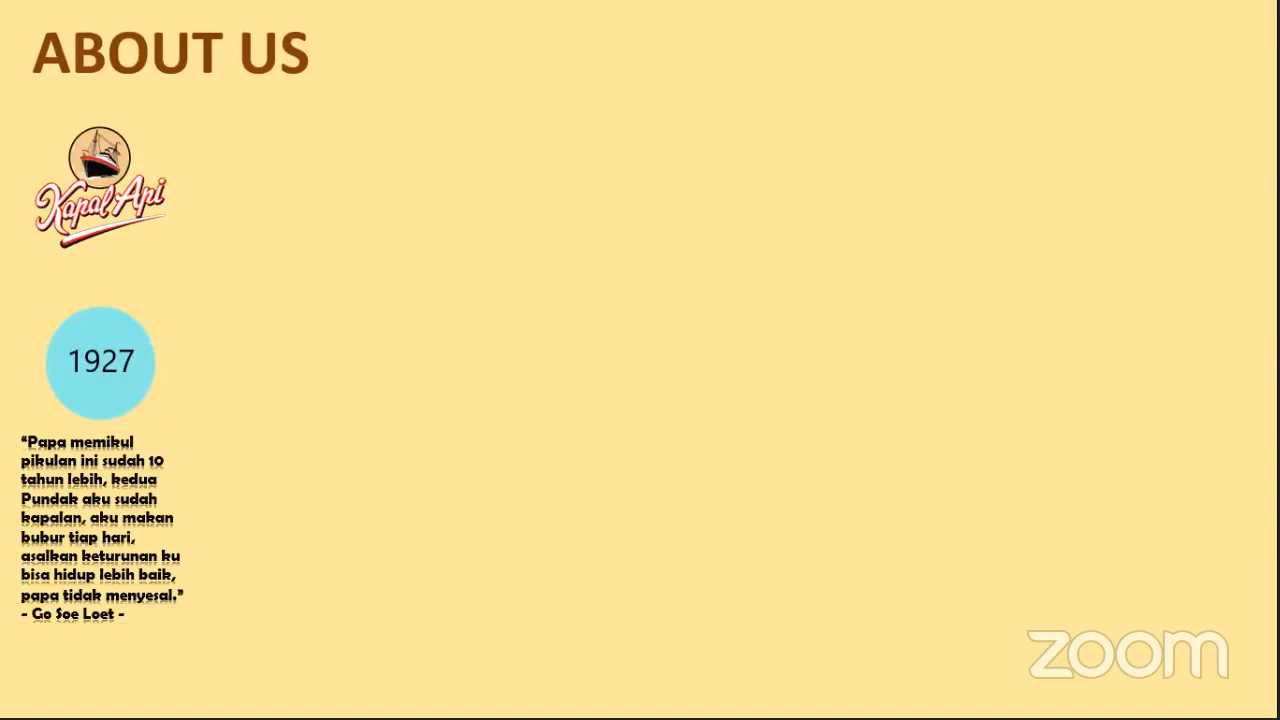 ABOUT US
Kapal Api
1927
“Papa memikul
pikulan ini sudah 10
tahun lebih, kedua
Pundak aku sudah
kapalan, aku makan
bubur tiap hari,
asalkan keturunan ku
bisa hidup lebih baik,
papa tidak menyesal.”
- Go Soe Loet -
zoom